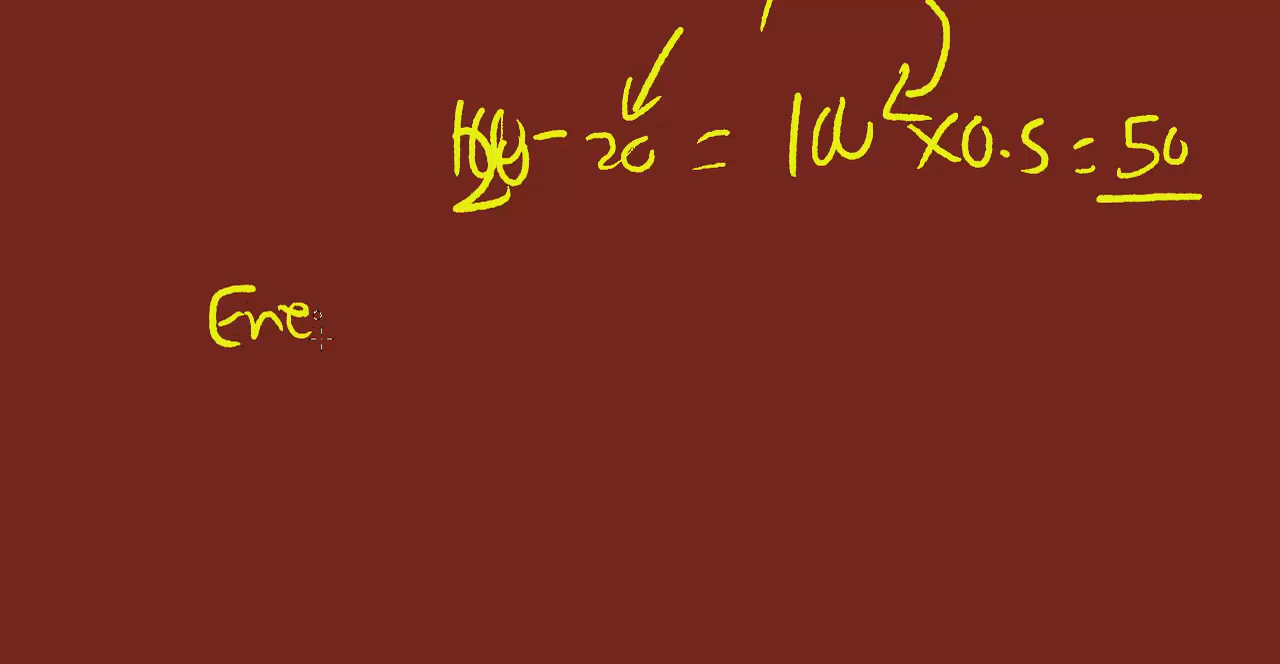 - 20 = 100 × 0.5 = 50
Ene